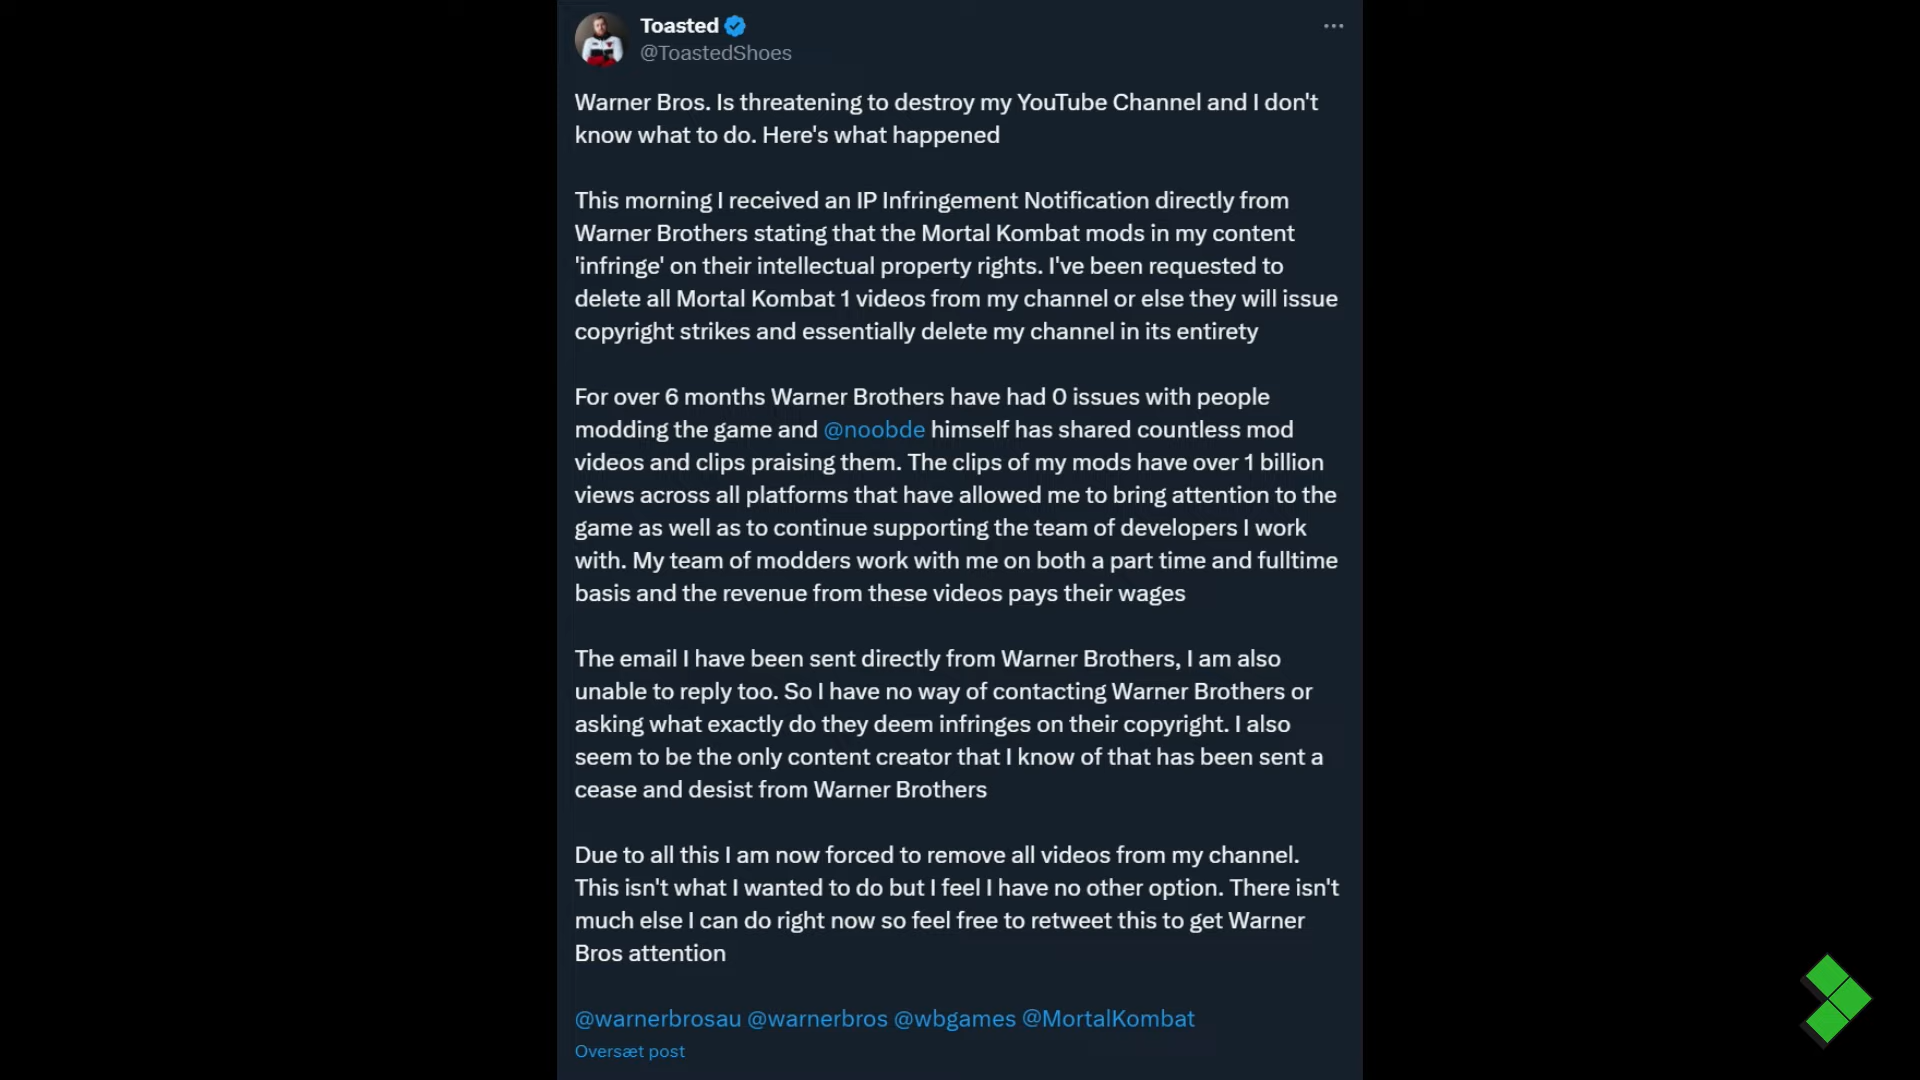 Toasted
@ToastedShoes
Warner Bros. Is threatening to destroy my YouTube Channel and I don't
know what to do. Here's what happened
This morning I received an IP Infringement Notification directly from
Warner Brothers stating that the Mortal Kombat mods in my content
'infringe' on their intellectual property rights. I've been requested to
delete all Mortal Kombat 1 videos from my channel or else they will issue
copyright strikes and essentially delete my channel in its entirety
For over 6 months Warner Brothers have had 0 issues with people
modding the game and @noobde himself has shared countless mod
videos and clips praising them. The clips of my mods have over 1 billion
views across all platforms that have allowed me to bring attention to the
game as well as to continue supporting the team of developers I work
with. My team of modders work with me on both a part time and fulltime
basis and the revenue from these videos pays their wages
The email I have been sent directly from Warner Brothers, I am also
unable to reply too. So I have no way of contacting Warner Brothers or
asking what exactly do they deem infringes on their copyright. I also
seem to be the only content creator that I know of that has been sent a
cease and desist from Warner Brothers
Due to all this I am now forced to remove all videos from my channel.
This isn't what I wanted to do but I feel I have no other option. There isn't
much else I can do right now so feel free to retweet this to get Warner
Bros attention
@warnerbrosau @warnerbros @wbgames @MortalKombat
Oversæt post